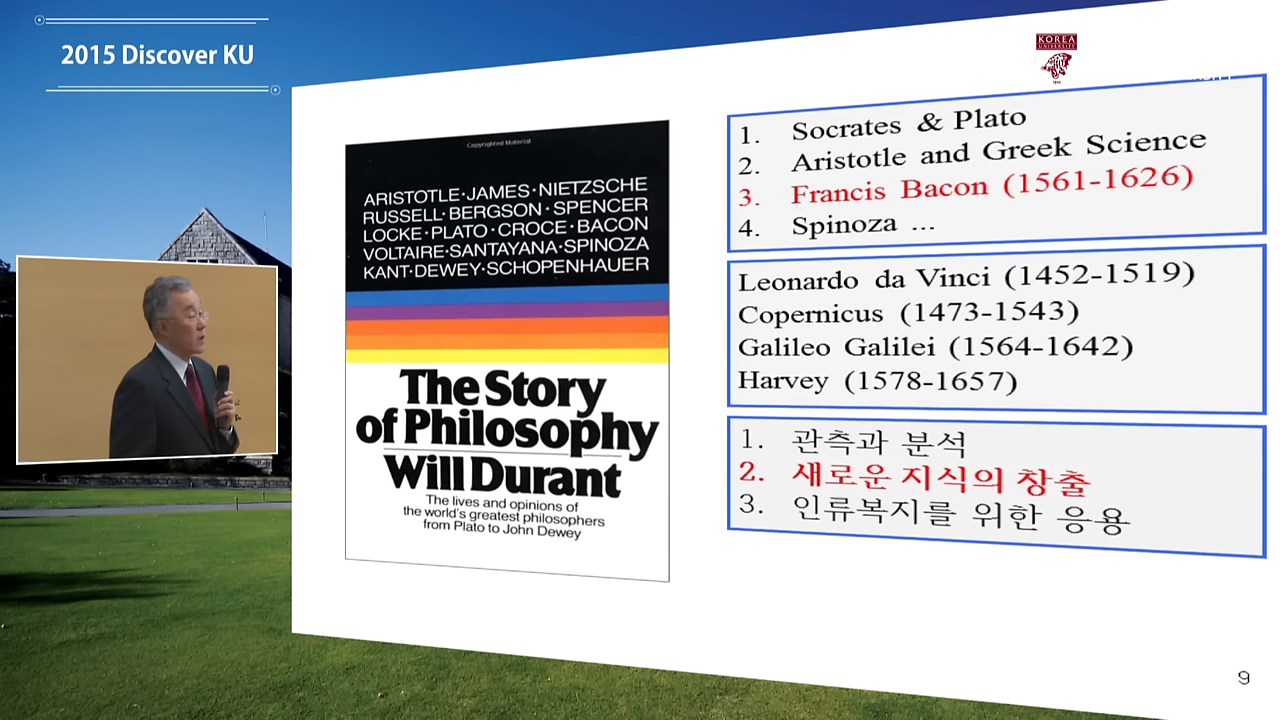 2015 Discover KU
KOREA
UNIVERSITY
Copyrighted Material
ARISTOTLE·JAMES·NIETZSCHE
RUSSELL·BERGSON·SPENCER
LOCKE·PLATO·CROCE·BACON
VOLTAIRE·SANTAYANA·SPINOZA
KANT·DEWEY·SCHOPENHAUER
The Story
of Philosophy
Will Durant
The lives and opinions of
the world's greatest philosophers
from Plato to John Dewey
1. Socrates & Plato
2. Aristotle and Greek Science
3. Francis Bacon (1561-1626)
4. Spinoza ...
Leonardo da Vinci (1452-1519)
Copernicus (1473-1543)
Galileo Galilei (1564-1642)
Harvey (1578-1657)
1. 관측과 분석
2. 새로운 지식의 창출
3. 인류복지를 위한 응용
9